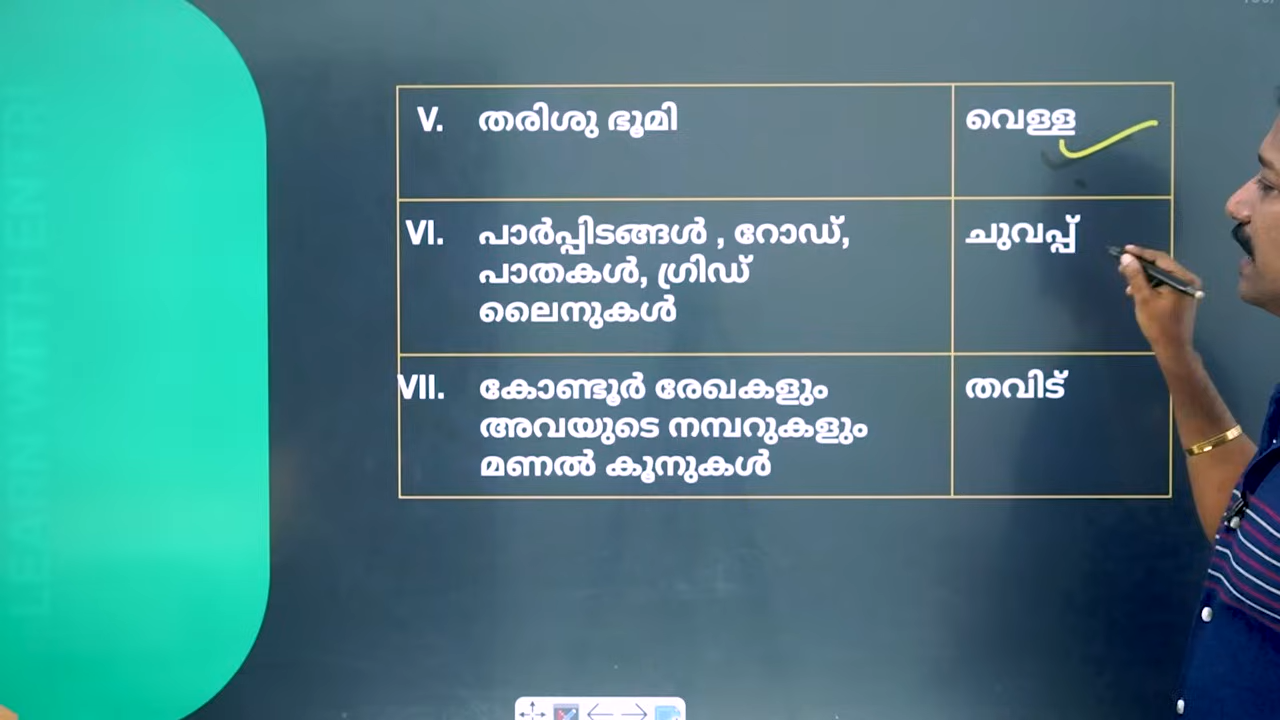 V. തരിശു ഭൂമി വെള്ള
VI. പാർപ്പിടങ്ങൾ , റോഡ്, ചുവപ്പ്
പാതകൾ, ഗ്രിഡ്
ലൈനുകൾ
VII. കോണ്ടൂർ രേഖകളും തവിട്
അവയുടെ നമ്പറുകളും
മണൽ കൂനുകൾ